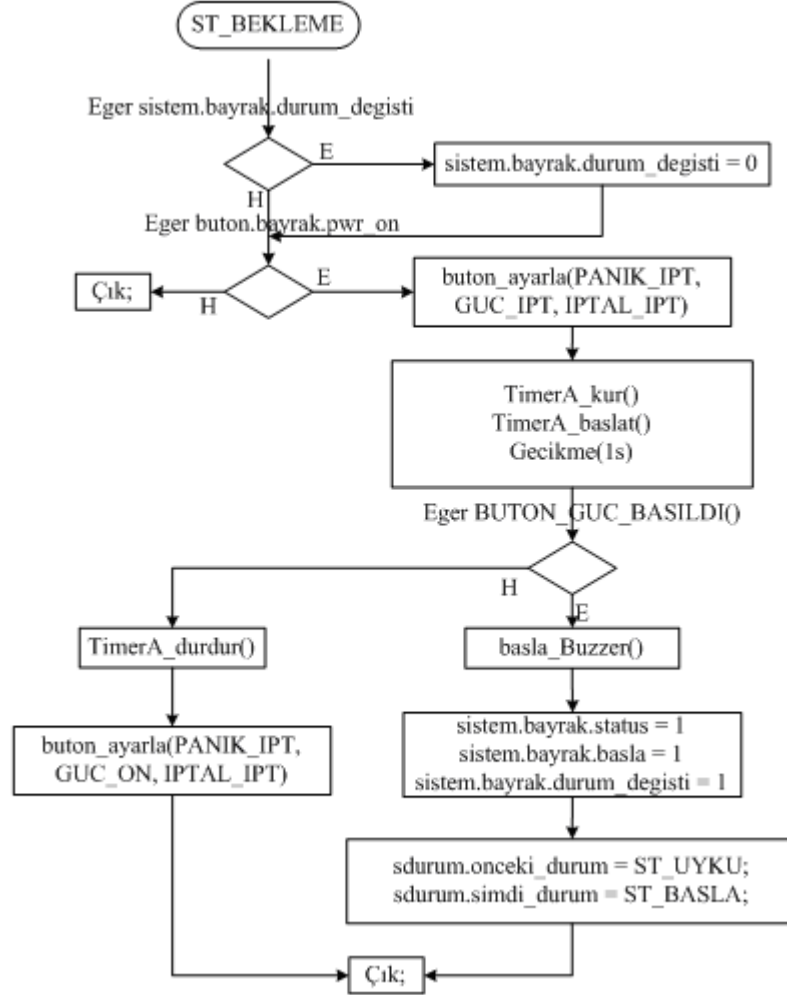 ST_BEKLEME
Eger sistem.bayrak.durum_degisti
E
sistem.bayrak.durum_degisti = 0
H
Eger buton.bayrak.pwr_on
E
buton_ayarla(PANIK_IPT,
GUC_IPT, IPTAL_IPT)
Çık;
H
TimerA_kur()
TimerA_baslat()
Gecikme(1s)
Eger BUTON_GUC_BASILDI()
H
E
TimerA_durdur()
basla_Buzzer()
buton_ayarla(PANIK_IPT,
GUC_ON, IPTAL_IPT)
sistem.bayrak.status = 1
sistem.bayrak.basla = 1
sistem.bayrak.durum_degisti = 1
sdurum.onceki_durum = ST_UYKU;
sdurum.simdi_durum = ST_BASLA;
Çık;